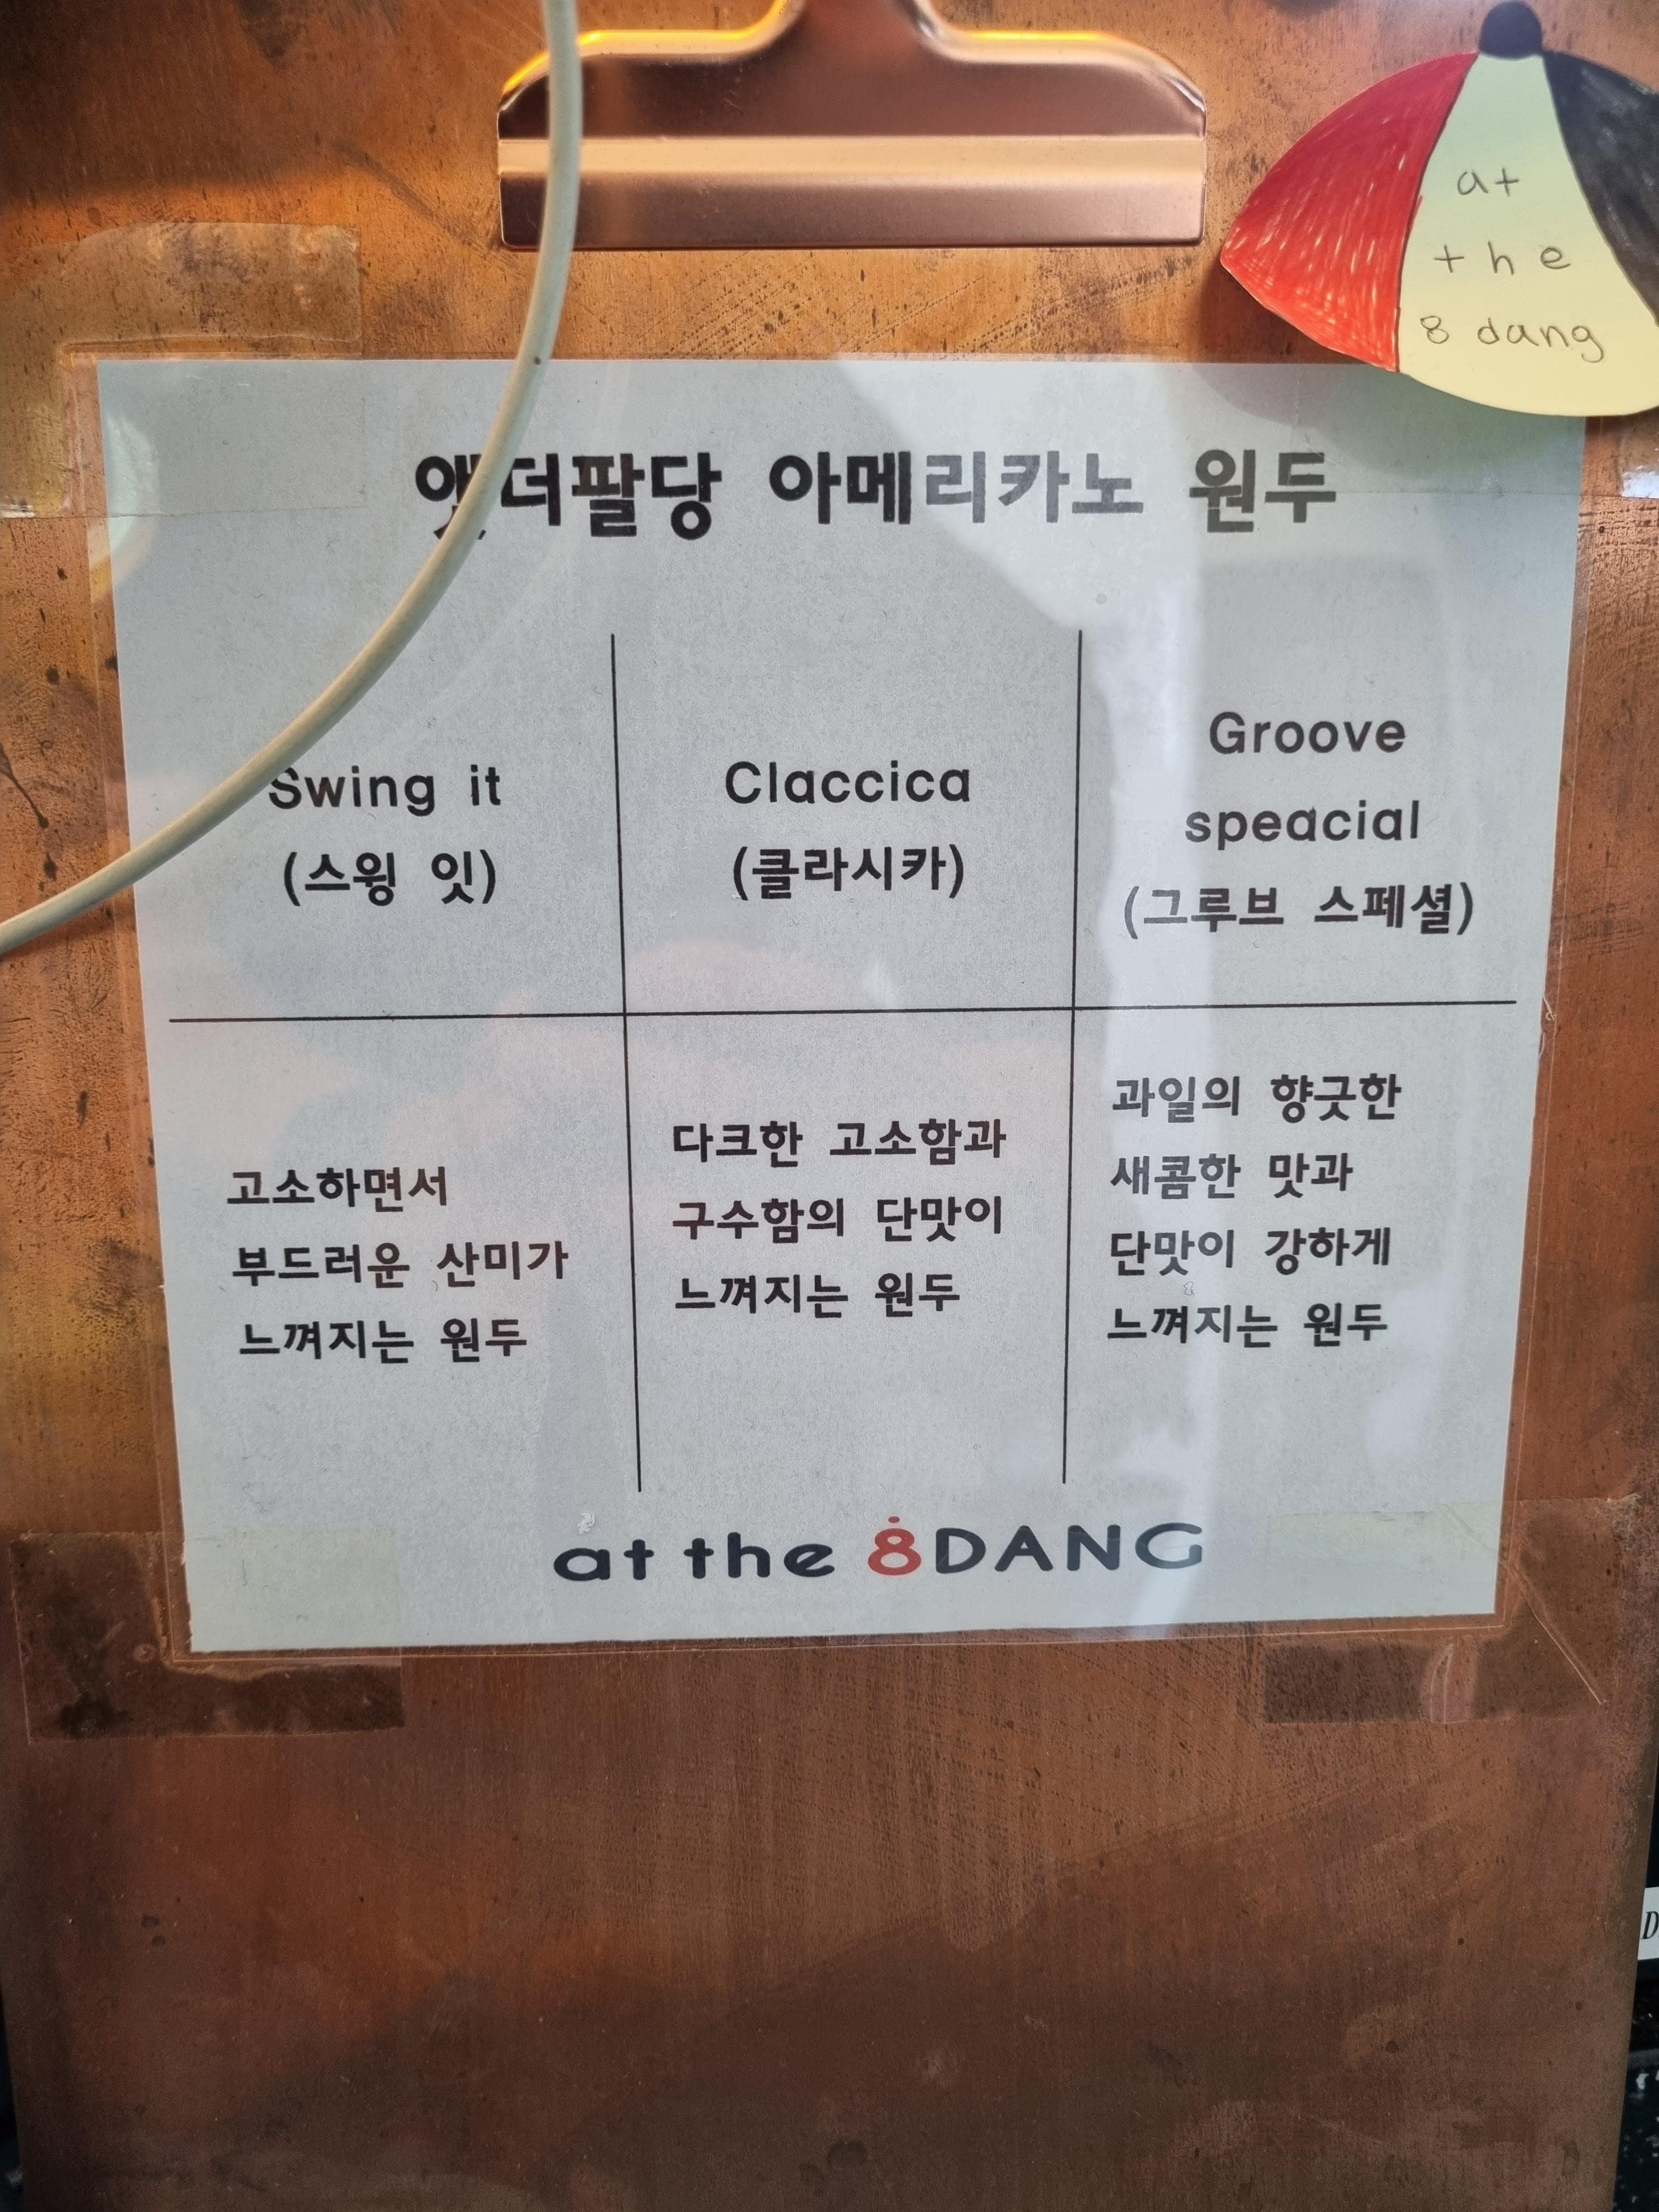 at
the
8 dang
앳더팔당 아메리카노 원두
Swing it
(스윙 잇)
Claccica
(클라시카)
Groove
speacial
(그루브 스페셜)
고소하면서
부드러운 산미가
느껴지는 원두
다크한 고소함과
구수함의 단맛이
느껴지는 원두
과일의 향긋한
새콤한 맛과
단맛이 강하게
느껴지는 원두
at the 8DANG